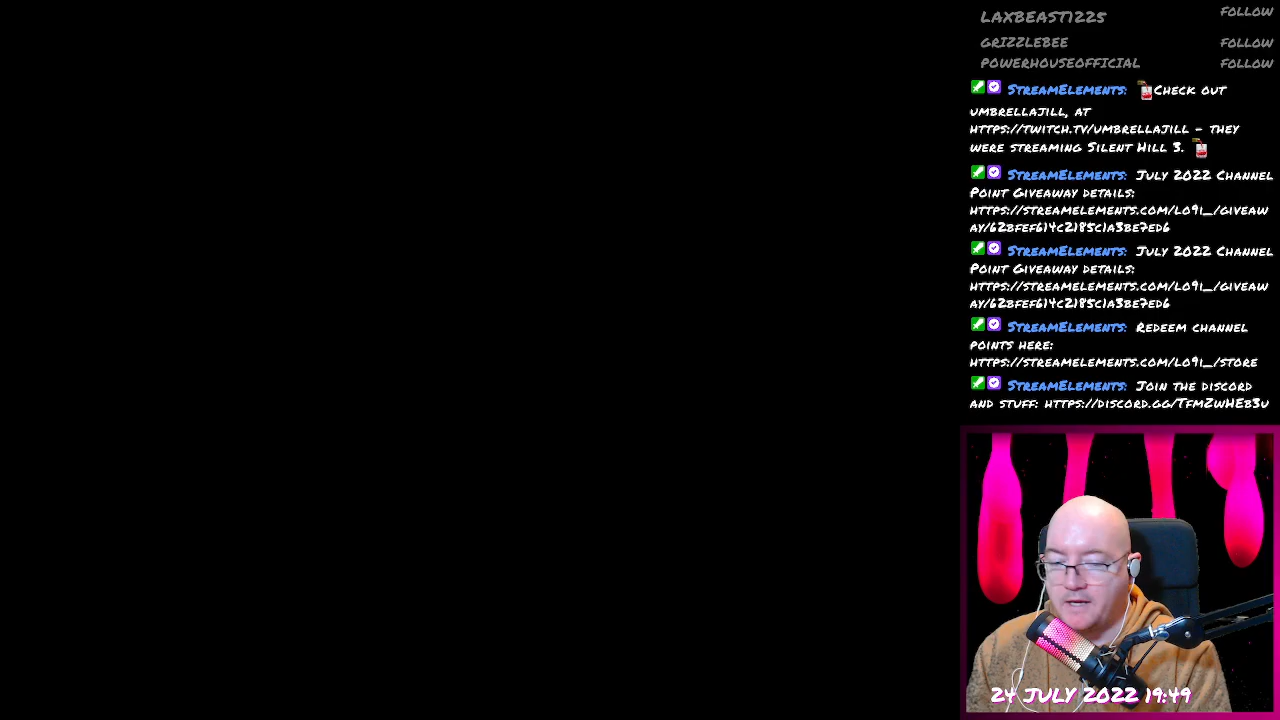 LAXBEAST1225 FOLLOW
GRIZZLEBEE FOLLOW
POWERHOUSEOFFICIAL FOLLOW
StreamElements: Check out
umbrellajill, at
https://twitch.tv/umbrellajill - they
were streaming Silent Hill 3.
StreamElements: July 2022 Channel
Point Giveaway details:
https://streamelements.com/lo9i_/giveaw
ay/62bfef614c2185c1a3be7ed6
StreamElements: July 2022 Channel
Point Giveaway details:
https://streamelements.com/lo9i_/giveaw
ay/62bfef614c2185c1a3be7ed6
StreamElements: Redeem channel
points here:
https://streamelements.com/lo9i_/store
StreamElements: Join the discord
and stuff: https://discord.gg/TfmZwHEb3u
24 JULY 2022 19:49